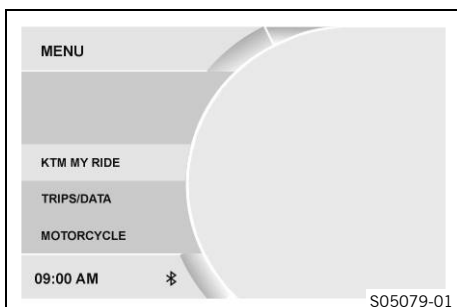 MENU
KTM MY RIDE
TRIPS/DATA
MOTORCYCLE
09:00 AM
S05079-01